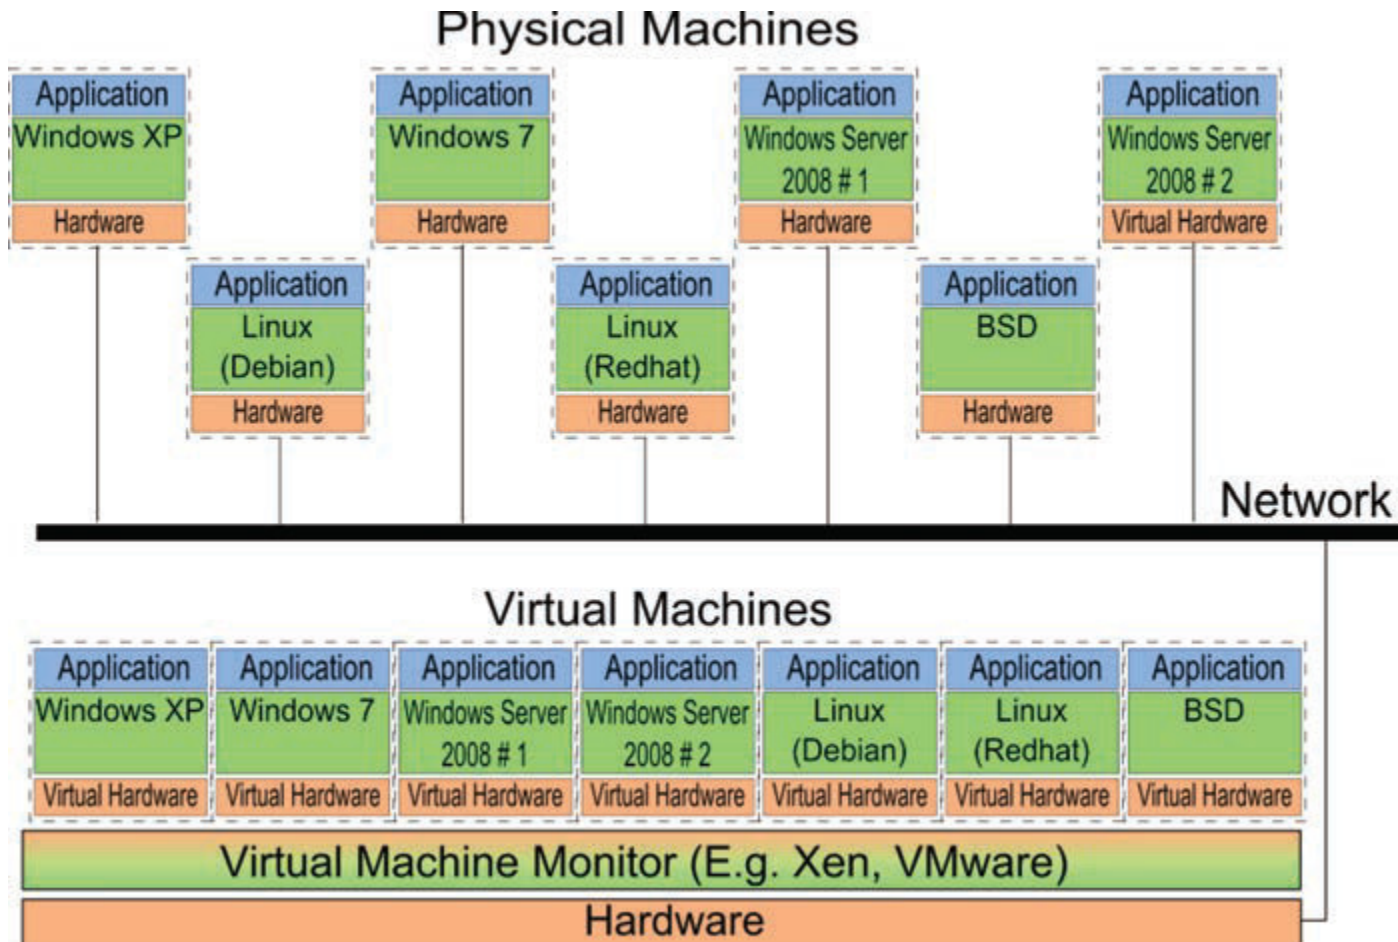 Physical Machines
Application
Windows XP
Hardware
Application
Windows 7
Hardware
Application
Windows Server
2008 # 1
Hardware
Application
Windows Server
2008 # 2
Virtual Hardware
Application
Linux
(Debian)
Hardware
Application
Linux
(Redhat)
Hardware
Application
BSD
Hardware
Network
Virtual Machines
Application
Windows XP
Virtual Hardware
Application
Windows 7
Virtual Hardware
Application
Windows Server
2008 # 1
Virtual Hardware
Application
Windows Server
2008 # 2
Virtual Hardware
Application
Linux
(Debian)
Virtual Hardware
Application
Linux
(Redhat)
Virtual Hardware
Application
BSD
Virtual Hardware
Virtual Machine Monitor (E.g. Xen, VMware)
Hardware